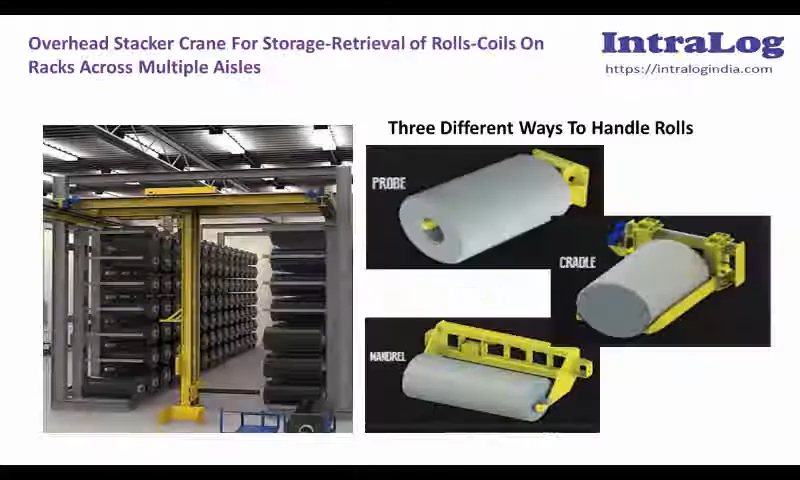 Overhead Stacker Crane For Storage-Retrieval of Rolls-Coils On
Racks Across Multiple Aisles
IntraLog
https://intralogindia.com
Three Different Ways To Handle Rolls
PROBE
CRADLE
MANDREL